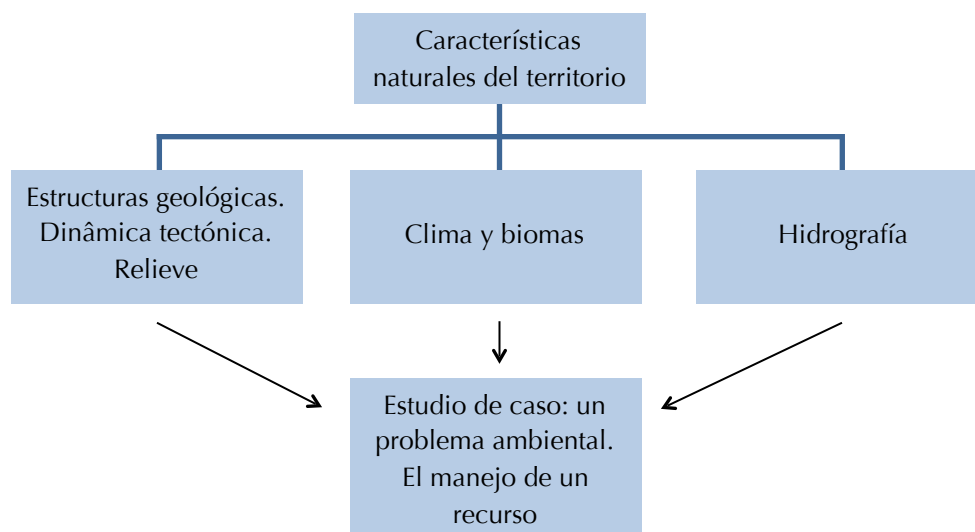 Características
naturales del territorio
Estructuras geológicas.
Dinâmica tectónica.
Relieve
Clima y biomas
Hidrografía
Estudio de caso: un
problema ambiental.
El manejo de un
recurso